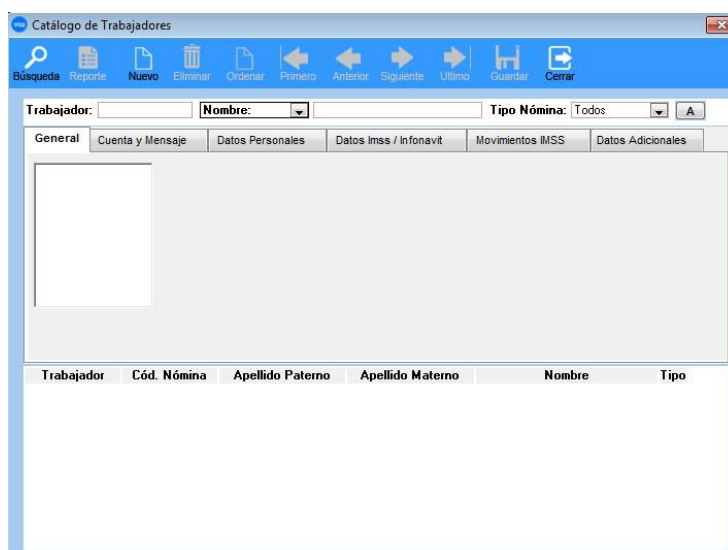 via Catálogo de Trabajadores
Búsqueda Reporte Nuevo Eliminar Ordenar Primero Anterior Siguiente Ultimo Guardar Cerrar
Trabajador: Nombre: Tipo Nómina: Todos A
General Cuenta y Mensaje Datos Personales Datos Imss / Infonavit Movimientos IMSS Datos Adicionales
Trabajador Cód. Nómina Apellido Paterno Apellido Materno Nombre Tipo